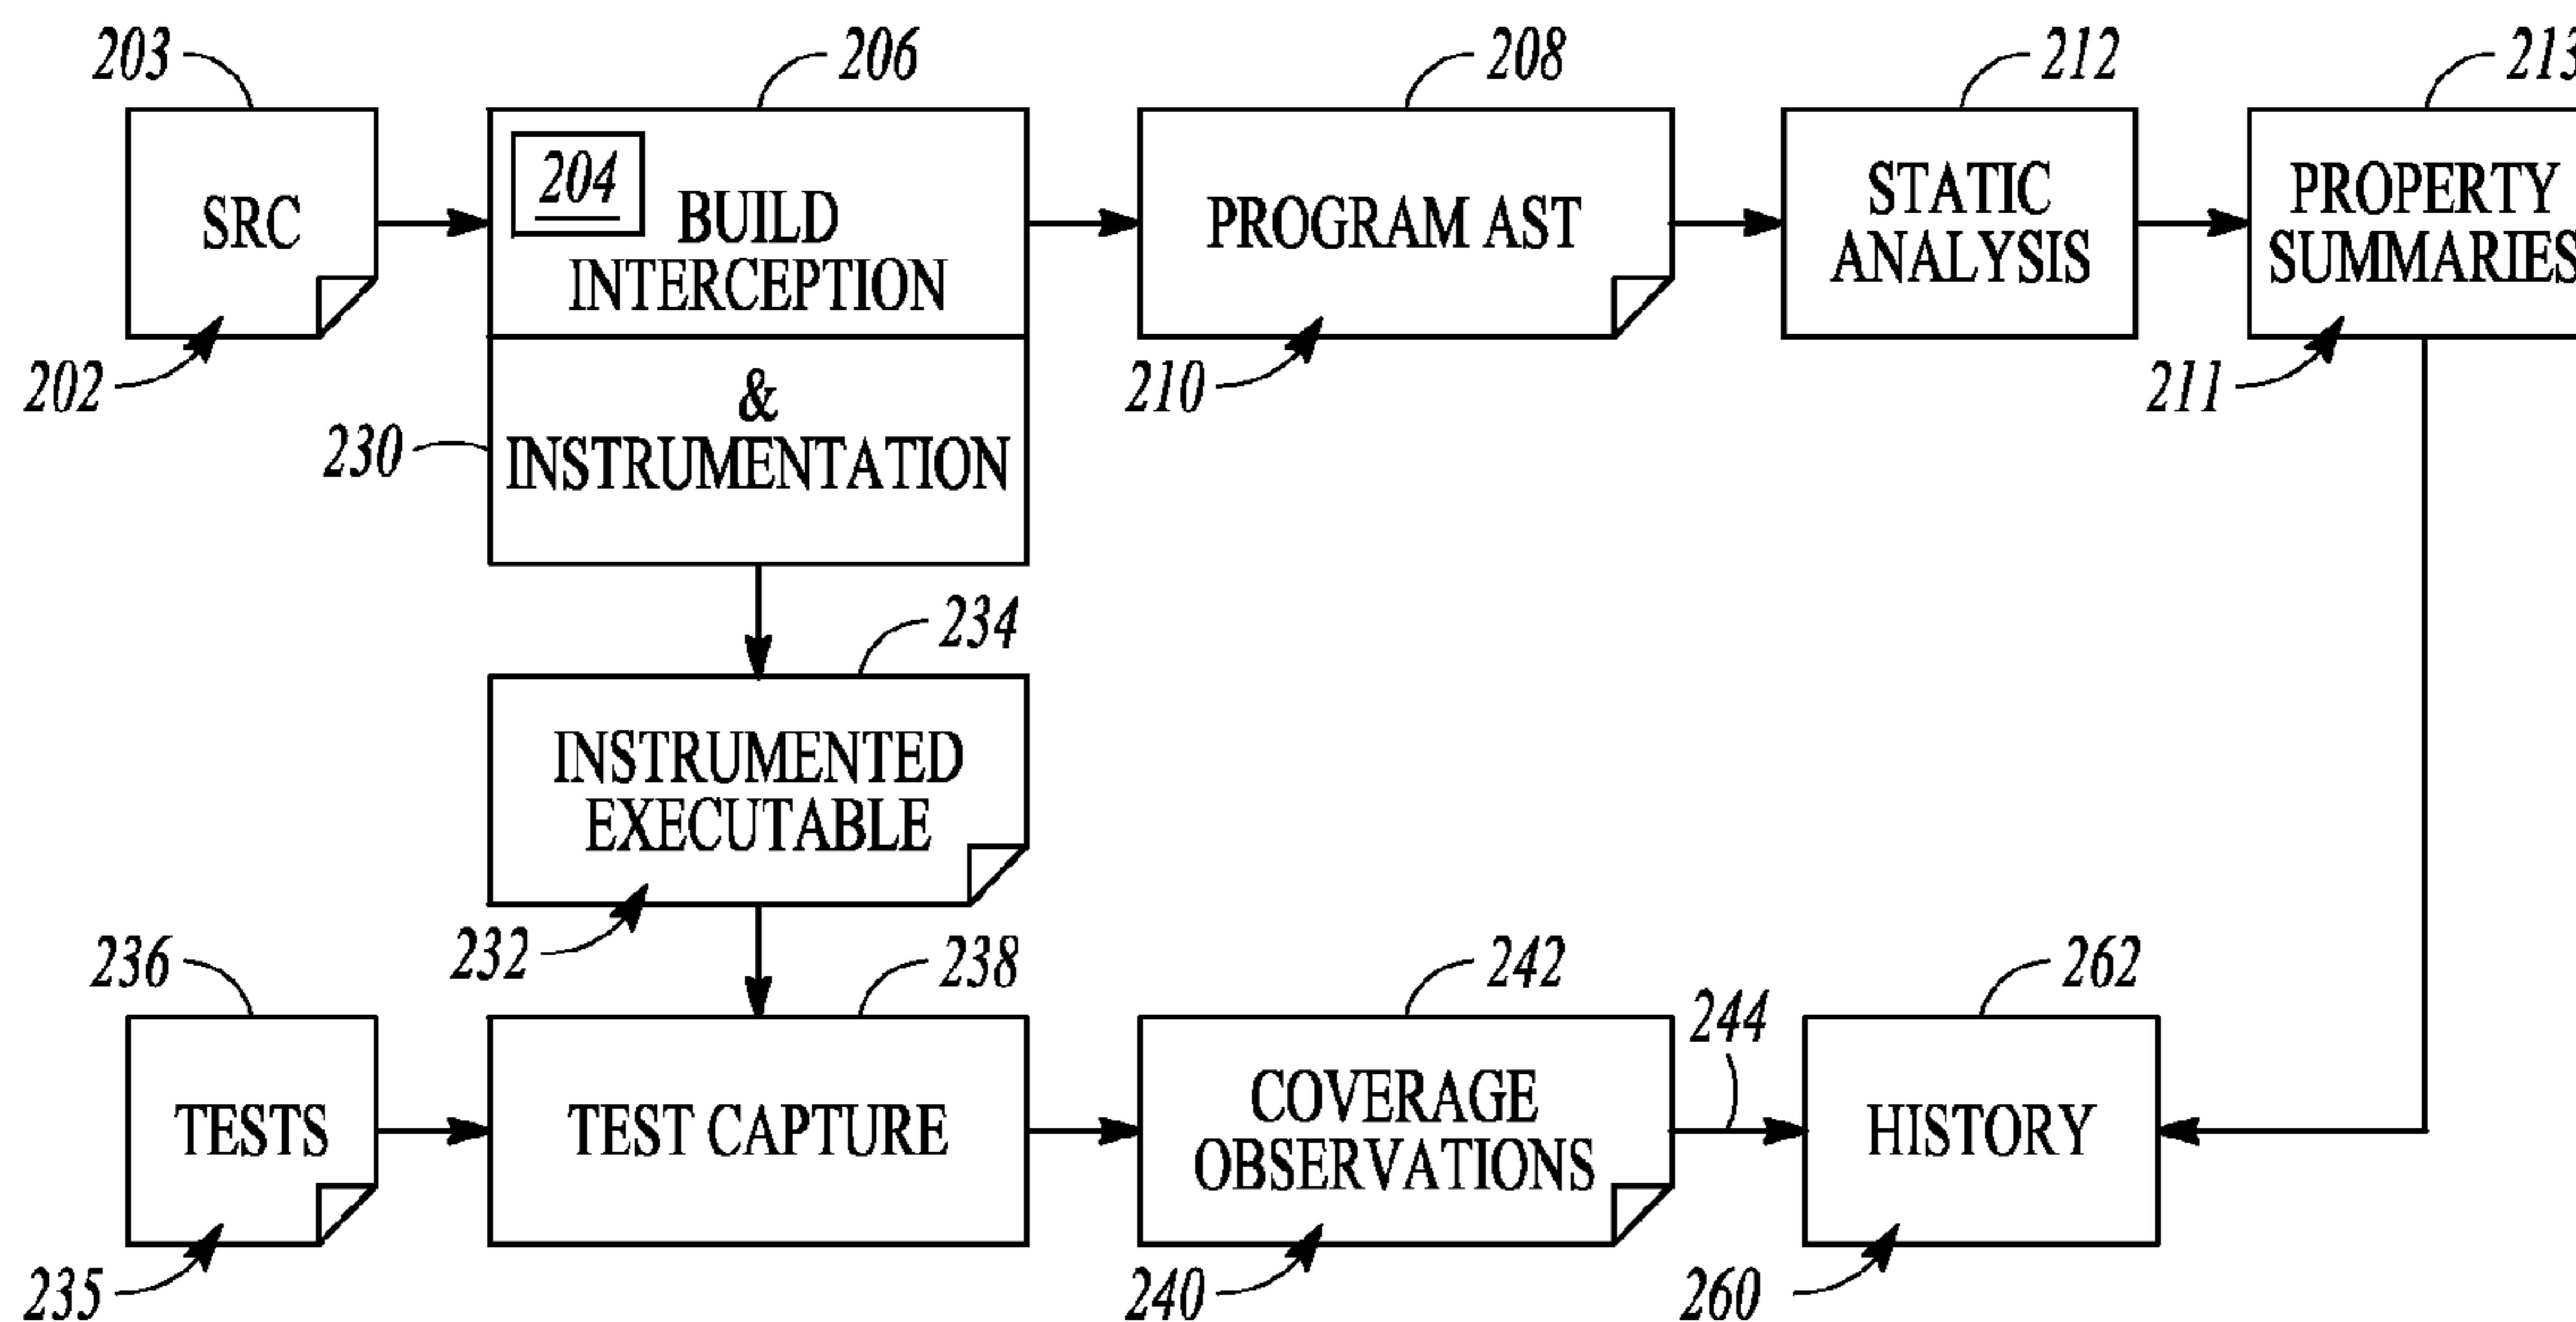 203
206
208
212
213
204
SRC
BUILD
INTERCEPTION
PROGRAM AST
STATIC
ANALYSIS
PROPERTY
SUMMARIES
202
210
211
&
230
INSTRUMENTATION
234
INSTRUMENTED
EXECUTABLE
232
236
238
242
244
262
TESTS
TEST CAPTURE
COVERAGE
OBSERVATIONS
HISTORY
235
240
260